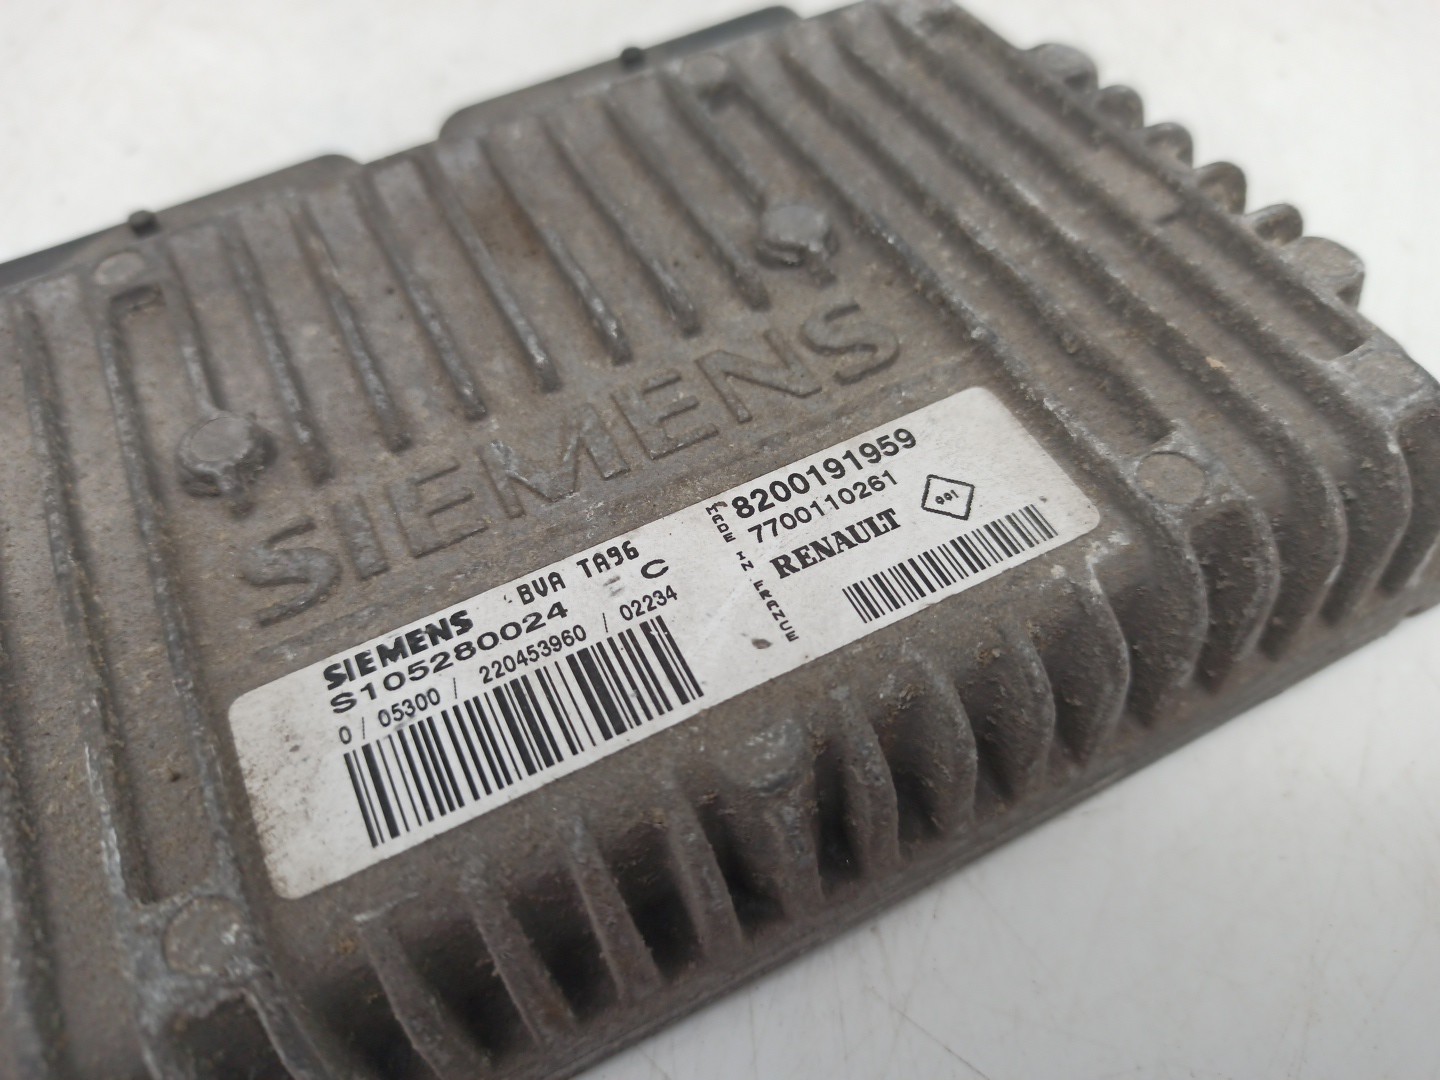 SIEMENS
SIEMENS BVA TA96
S105280024 C
0 / 05300 / 220453960 / 02234
MADE IN FRANCE
8200191959
7700110261
RENAULT